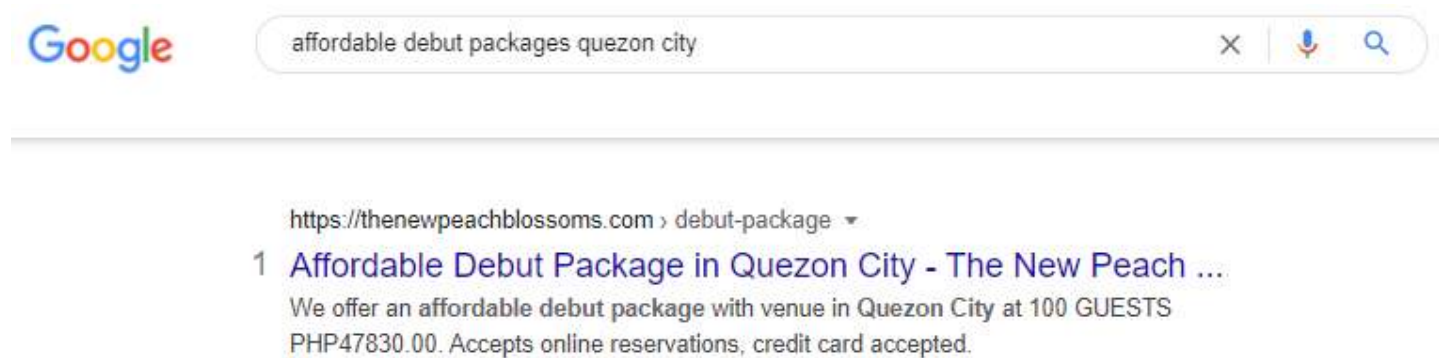 Google
affordable debut packages quezon city
https://thenewpeachblossoms.com › debut-package
1 Affordable Debut Package in Quezon City - The New Peach ...
We offer an affordable debut package with venue in Quezon City at 100 GUESTS
PHP47830.00. Accepts online reservations, credit card accepted.